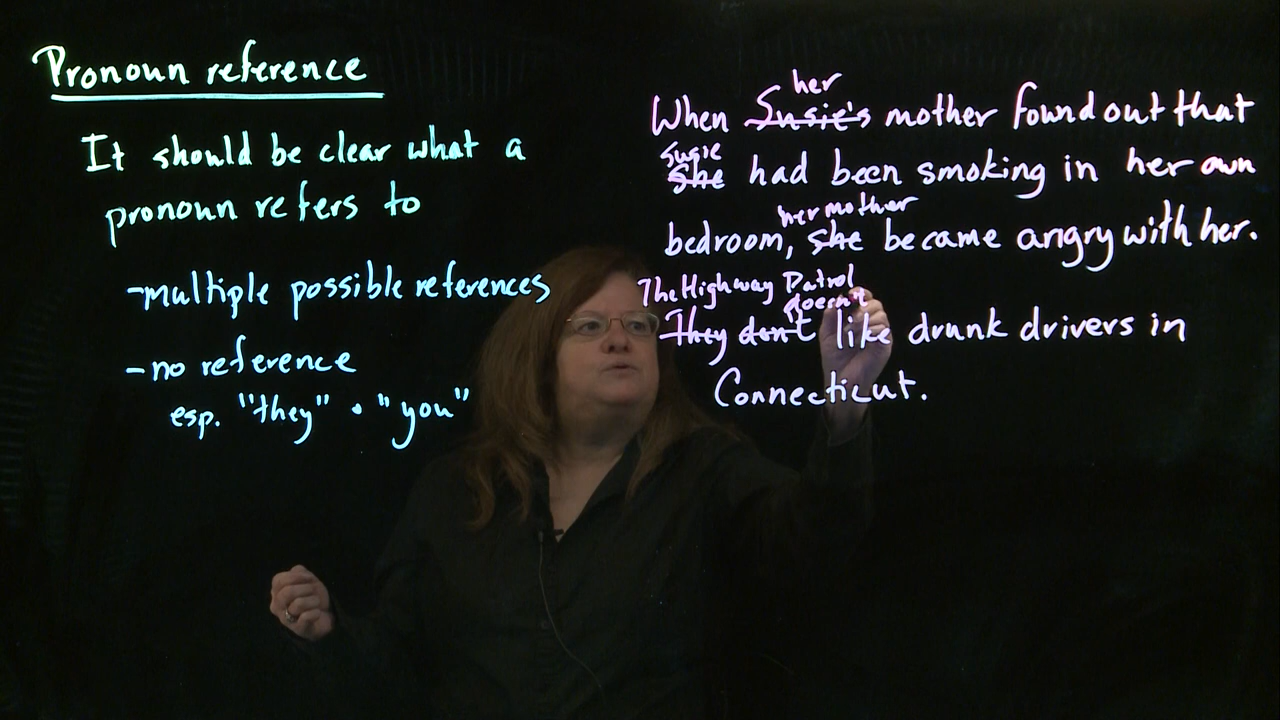 Pronoun reference
It should be clear what a
pronoun refers to
-multiple possible references
-no reference
esp. "they" • "you"
her
When Susie's mother found out that
Susie
she had been smoking in her own
her mother
bedroom, she became angry with her.
The Highway Patrol
doesn't
They don't like drunk drivers in
Connecticut.